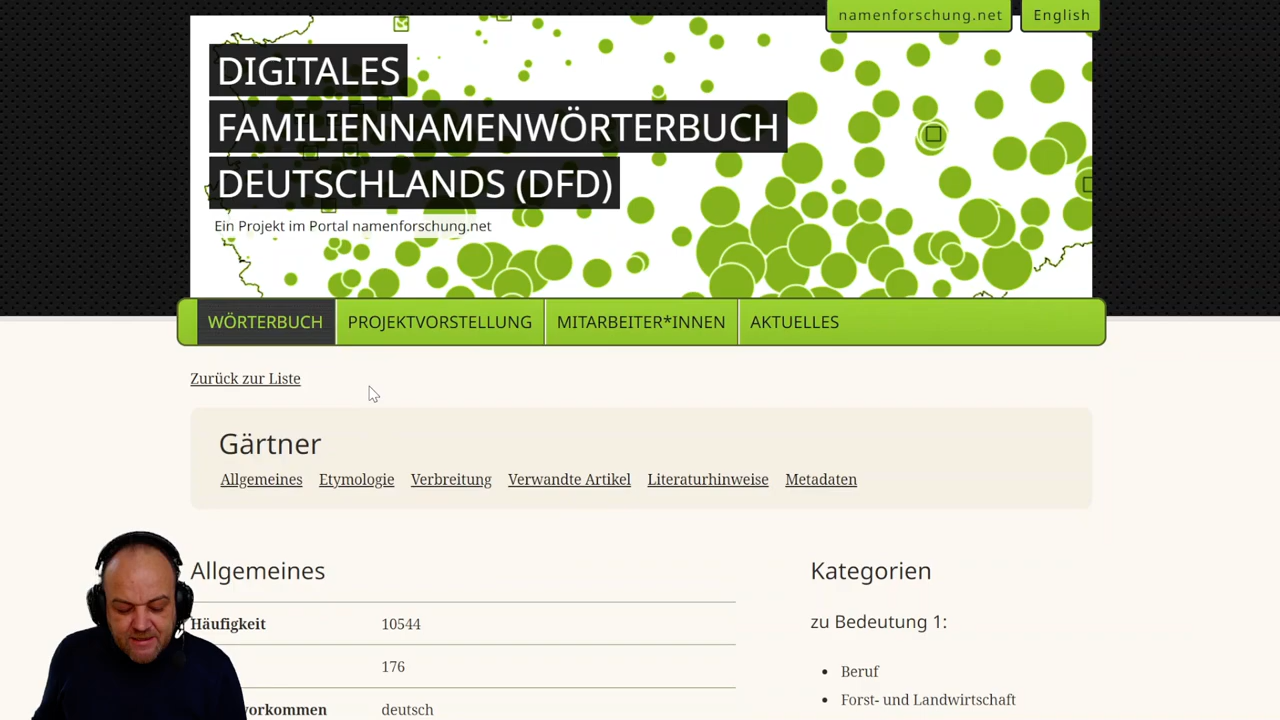 namenforschung.net
English
DIGITALES
FAMILIENNAMENWÖRTERBUCH
DEUTSCHLANDS (DFD)
Ein Projekt im Portal namenforschung.net
WÖRTERBUCH
PROJEKTVORSTELLUNG
MITARBEITER*INNEN
AKTUELLES
Zurück zur Liste
Gärtner
Allgemeines Etymologie Verbreitung Verwandte Artikel Literaturhinweise Metadaten
Allgemeines
Häufigkeit 10544
176
deutsch
Kategorien
zu Bedeutung 1:
Beruf
Forst- und Landwirtschaft